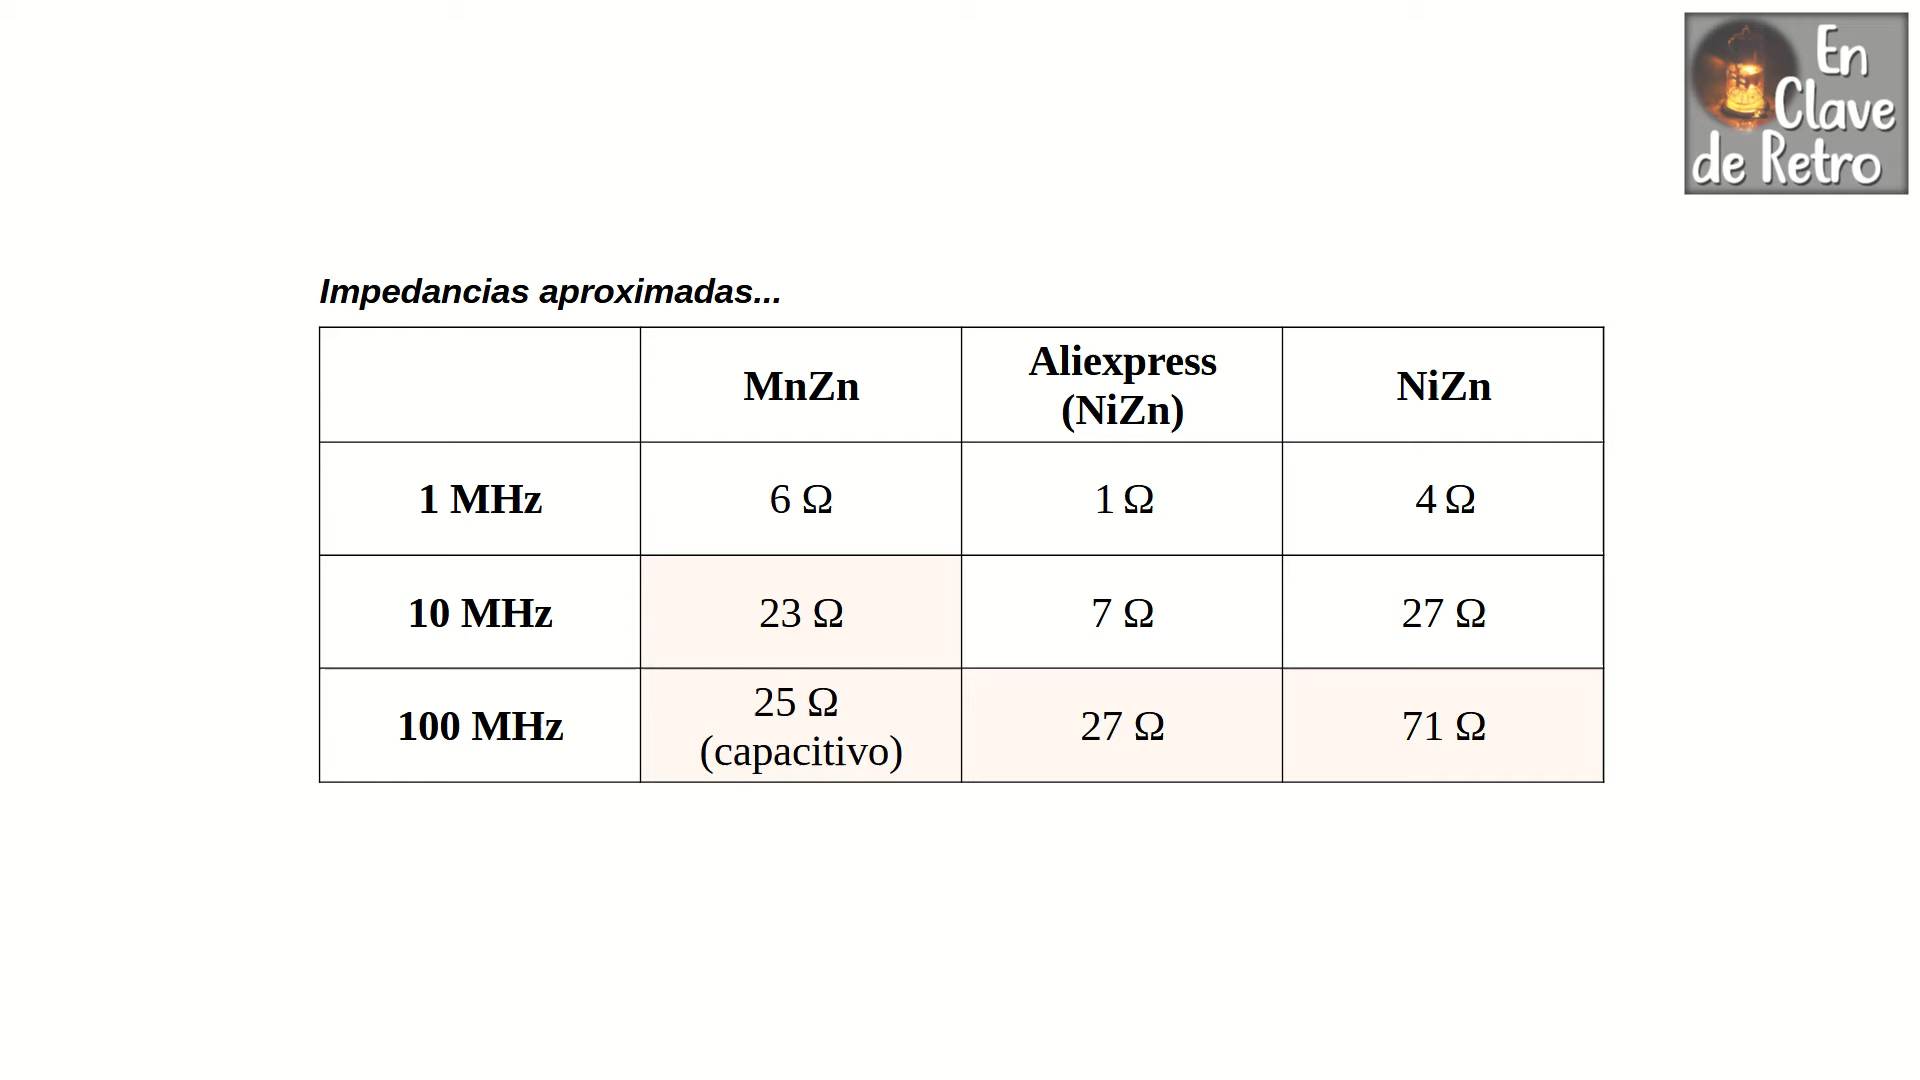 En
Clave
de Retro
Impedancias aproximadas...
MnZn
Aliexpress
(NiZn)
NiZn
1 MHz
6 Ω
1 Ω
4 Ω
10 MHz
23 Ω
7 Ω
27 Ω
100 MHz
25 Ω
(capacitivo)
27 Ω
71 Ω